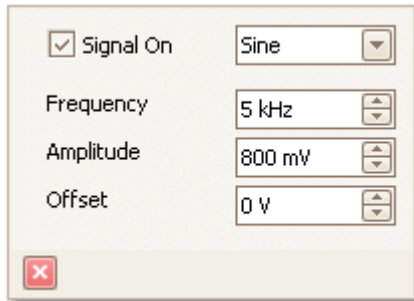 Signal On Sine
Frequency 5 kHz
Amplitude 800 mV
Offset 0 V